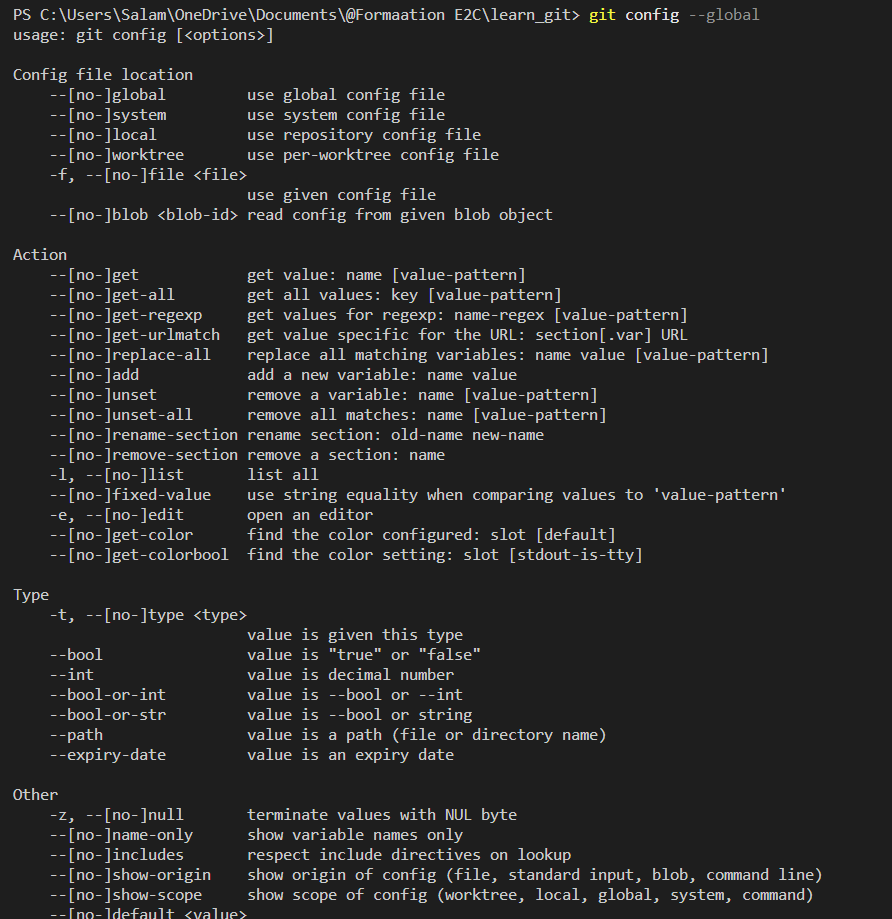 PS C:\Users\Salam\OneDrive\Documents\@Formaation E2C\learn_git> git config --global
usage: git config [<options>]

Config file location
    --[no-]global         use global config file
    --[no-]system         use system config file
    --[no-]local          use repository config file
    --[no-]worktree       use per-worktree config file
    -f, --[no-]file <file>
                          use given config file
    --[no-]blob <blob-id> read config from given blob object

Action
    --[no-]get            get value: name [value-pattern]
    --[no-]get-all        get all values: key [value-pattern]
    --[no-]get-regexp     get values for regexp: name-regex [value-pattern]
    --[no-]get-urlmatch   get value specific for the URL: section[.var] URL
    --[no-]replace-all    replace all matching variables: name value [value-pattern]
    --[no-]add            add a new variable: name value
    --[no-]unset          remove a variable: name [value-pattern]
    --[no-]unset-all      remove all matches: name [value-pattern]
    --[no-]rename-section rename section: old-name new-name
    --[no-]remove-section remove a section: name
    -l, --[no-]list       list all
    --[no-]fixed-value    use string equality when comparing values to 'value-pattern'
    -e, --[no-]edit       open an editor
    --[no-]get-color      find the color configured: slot [default]
    --[no-]get-colorbool  find the color setting: slot [stdout-is-tty]

Type
    -t, --[no-]type <type>
                          value is given this type
    --bool                value is "true" or "false"
    --int                 value is decimal number
    --bool-or-int         value is --bool or --int
    --bool-or-str         value is --bool or string
    --path                value is a path (file or directory name)
    --expiry-date         value is an expiry date

Other
    -z, --[no-]null       terminate values with NUL byte
    --[no-]name-only      show variable names only
    --[no-]includes       respect include directives on lookup
    --[no-]show-origin    show origin of config (file, standard input, blob, command line)
    --[no-]show-scope     show scope of config (worktree, local, global, system, command)
    --[no-]default <value>